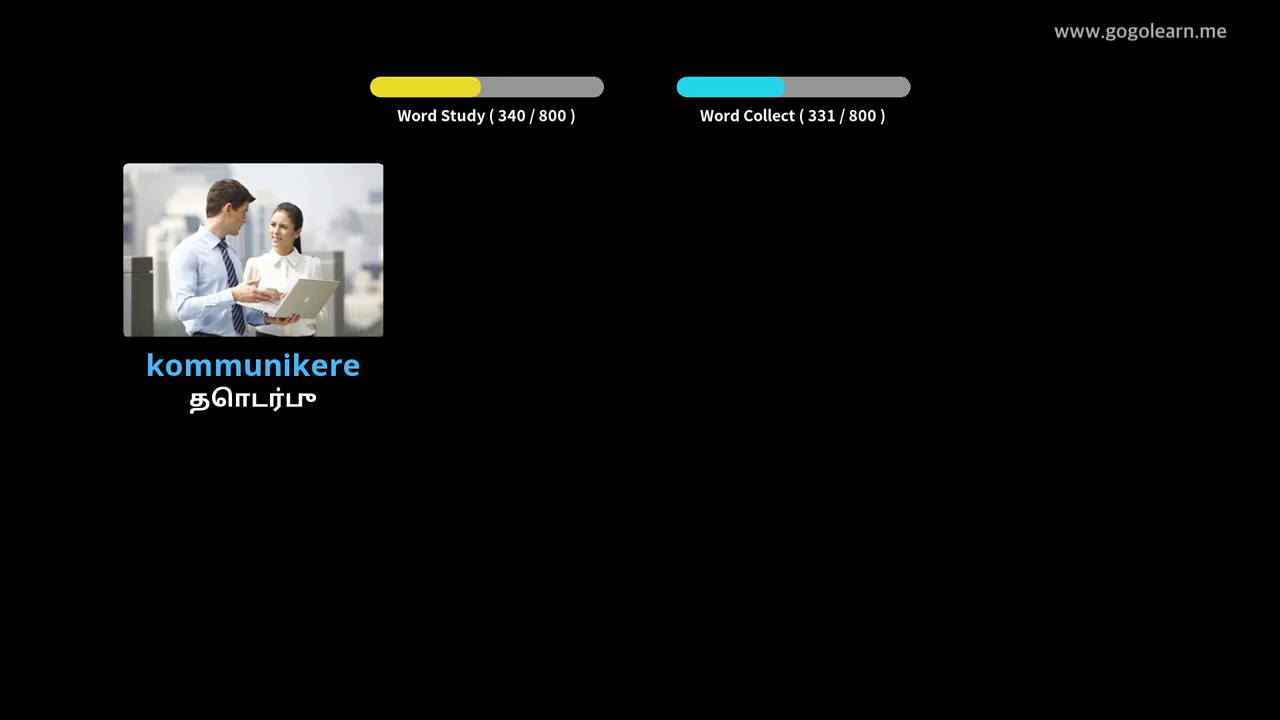 www.gogolearn.me
Word Study ( 340 / 800 )
Word Collect ( 331 / 800 )
kommunikere
தொடர்பு